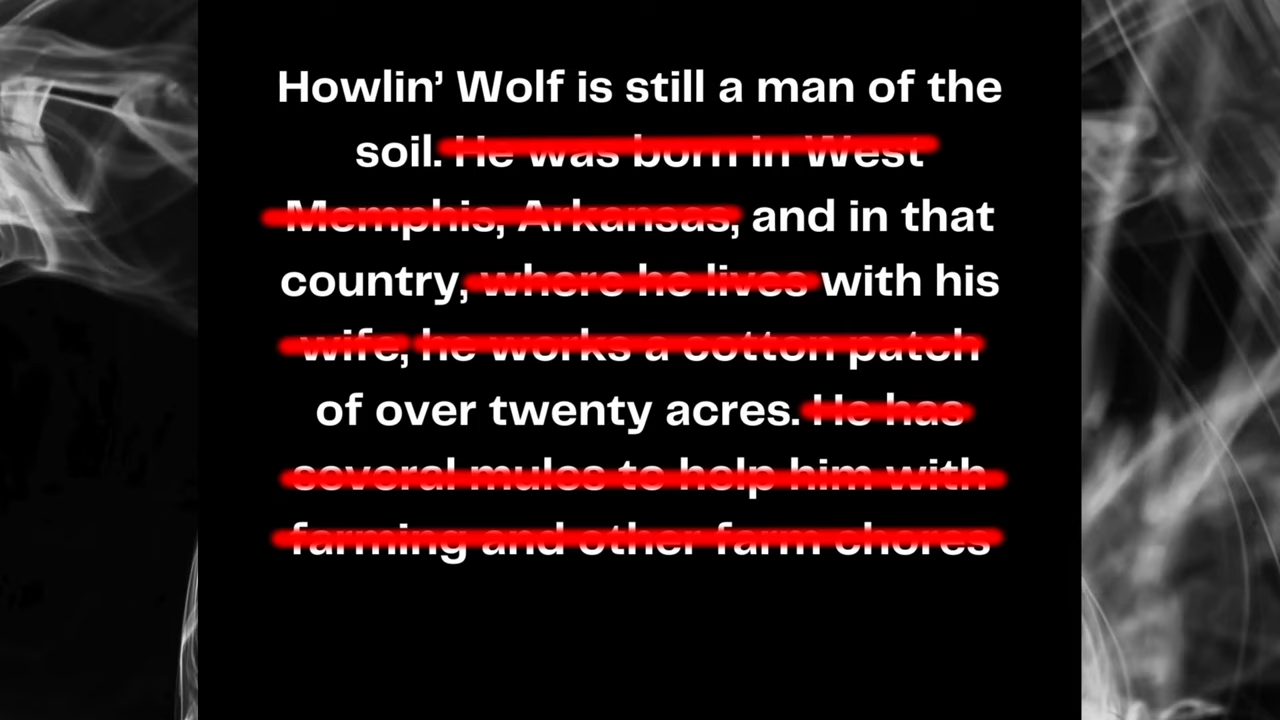 Howlin’ Wolf is still a man of the
soil. He was born in West
Memphis, Arkansas, and in that
country, where he lives with his
wife, he works a cotton patch
of over twenty acres. He has
several mules to help him with
farming and other farm chores